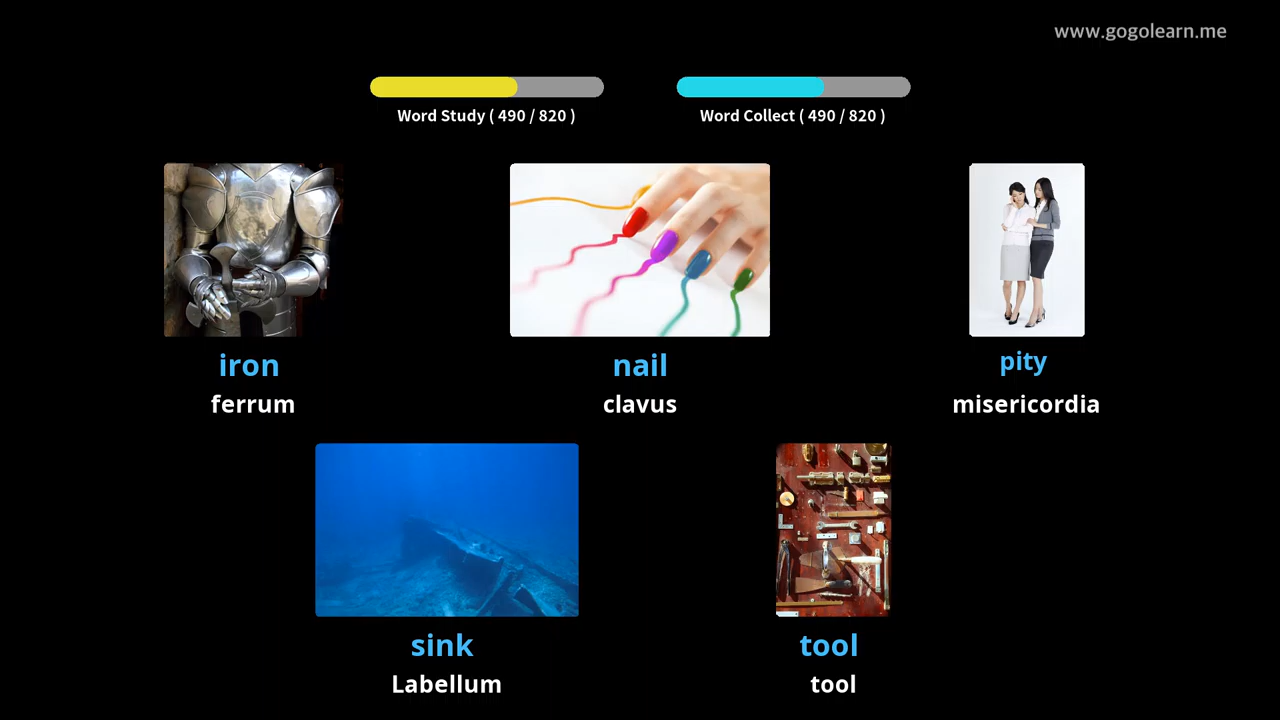 www.gogolearn.me
Word Study ( 490 / 820 )
Word Collect ( 490 / 820 )
iron
ferrum
nail
clavus
pity
misericordia
sink
Labellum
tool
tool